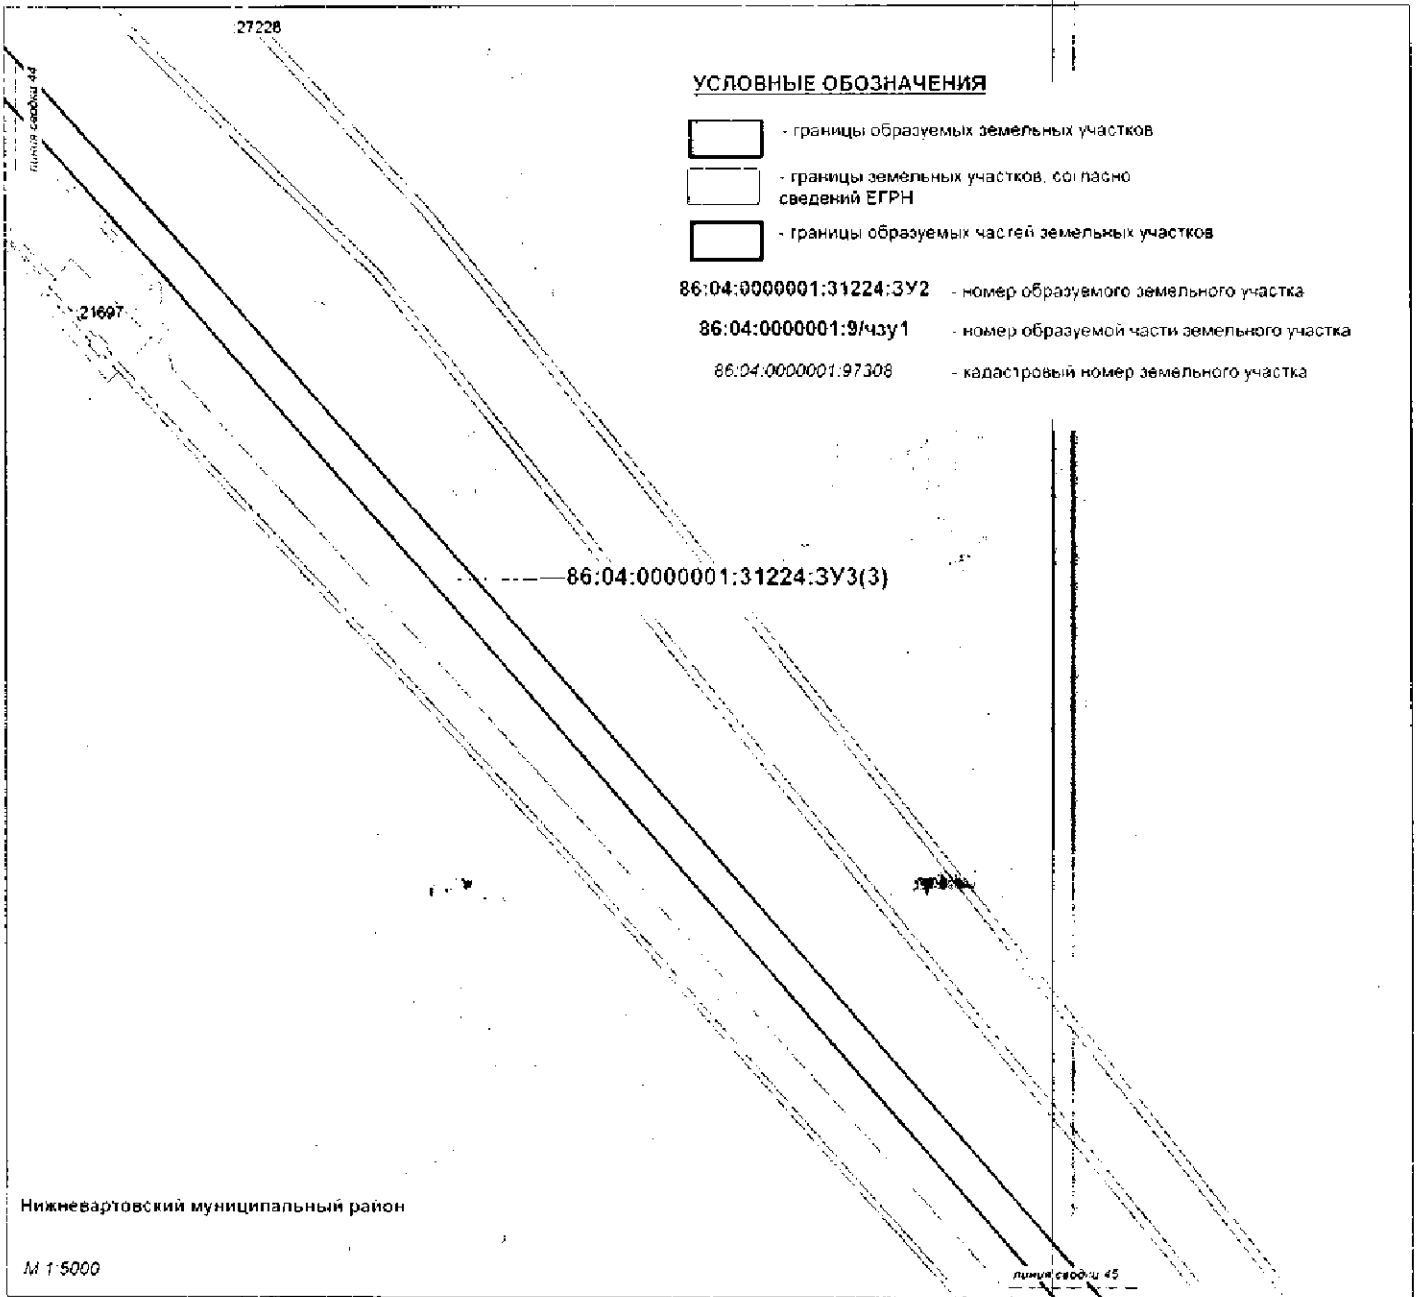 :27228
линия сводки 44
УСЛОВНЫЕ ОБОЗНАЧЕНИЯ
- границы образуемых земельных участков
- границы земельных участков, согласно
сведений ЕГРН
- границы образуемых частей земельных участков
86:04:0000001:31224:ЗУ2 - номер образуемого земельного участка
86:04:0000001:9/чзу1 - номер образуемой части земельного участка
86:04:0000001:97308 - кадастровый номер земельного участка
:21697
86:04:0000001:31224:ЗУ3(3)
Нижневартовский муниципальный район
М 1:5000
линия сводки 45